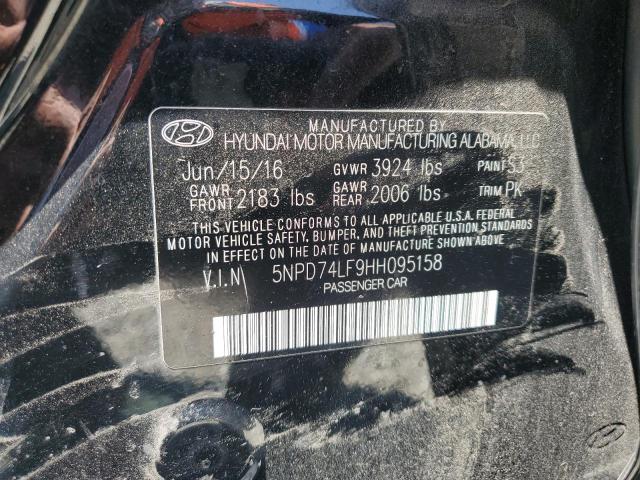 MANUFACTURED BY
HYUNDAI MOTOR MANUFACTURING ALABAMA, LLC
Jun/15/16 GVWR 3924 lbs PAINT S3
GAWR FRONT 2183 lbs GAWR REAR 2006 lbs TRIM PK
THIS VEHICLE CONFORMS TO ALL APPLICABLE U.S.A. FEDERAL
MOTOR VEHICLE SAFETY, BUMPER, AND THEFT PREVENTION STANDARDS
IN EFFECT ON THE DATE OF MANUFACTURE SHOWN ABOVE.
V.I.N 5NPD74LF9HH095158
PASSENGER CAR